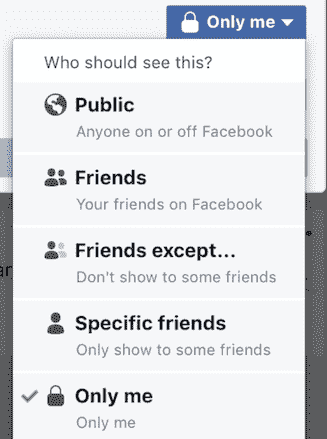 Only me
Who should see this?
Public
Anyone on or off Facebook
Friends
Your friends on Facebook
Friends except...
Don't show to some friends
Specific friends
Only show to some friends
Only me
Only me